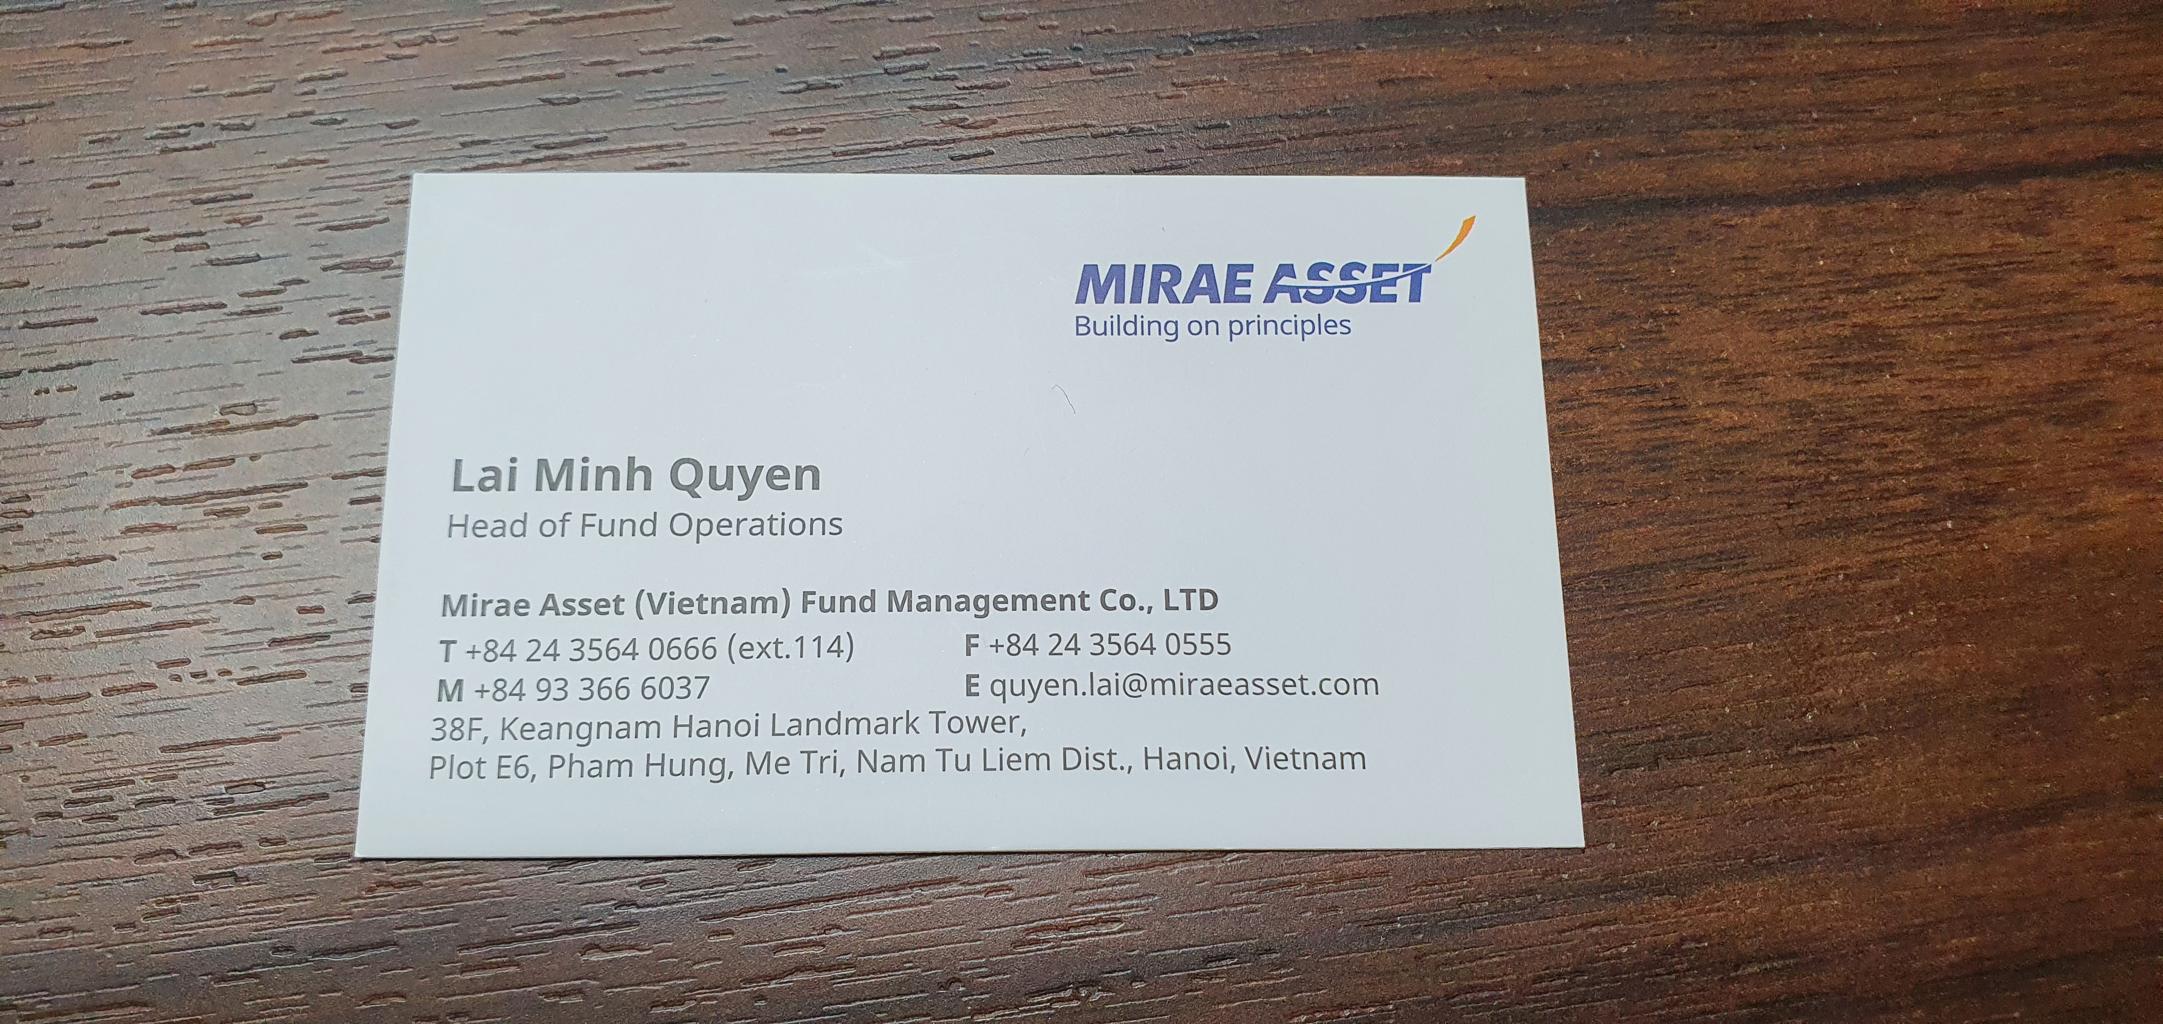 MIRAE ASSET
Building on principles
Lai Minh Quyen
Head of Fund Operations
Mirae Asset (Vietnam) Fund Management Co., LTD
T +84 24 3564 0666 (ext.114) F +84 24 3564 0555
M +84 93 366 6037 E quyen.lai@miraeasset.com
38F, Keangnam Hanoi Landmark Tower,
Plot E6, Pham Hung, Me Tri, Nam Tu Liem Dist., Hanoi, Vietnam